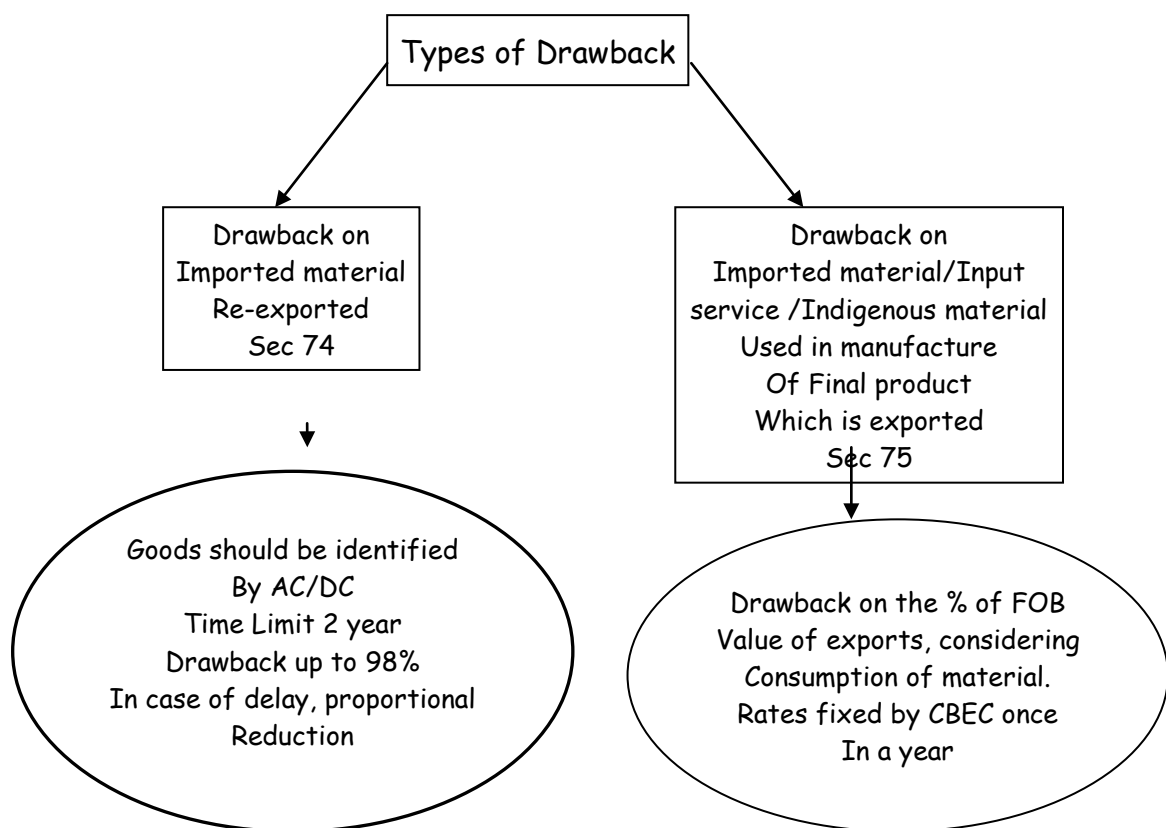 Types of Drawback
Drawback on
Imported material
Re-exported
Sec 74
Drawback on
Imported material/Input
service /Indigenous material
Used in manufacture
Of Final product
Which is exported
Sec 75
Goods should be identified
By AC/DC
Time Limit 2 year
Drawback up to 98%
In case of delay, proportional
Reduction
Drawback on the % of FOB
Value of exports, considering
Consumption of material.
Rates fixed by CBEC once
In a year